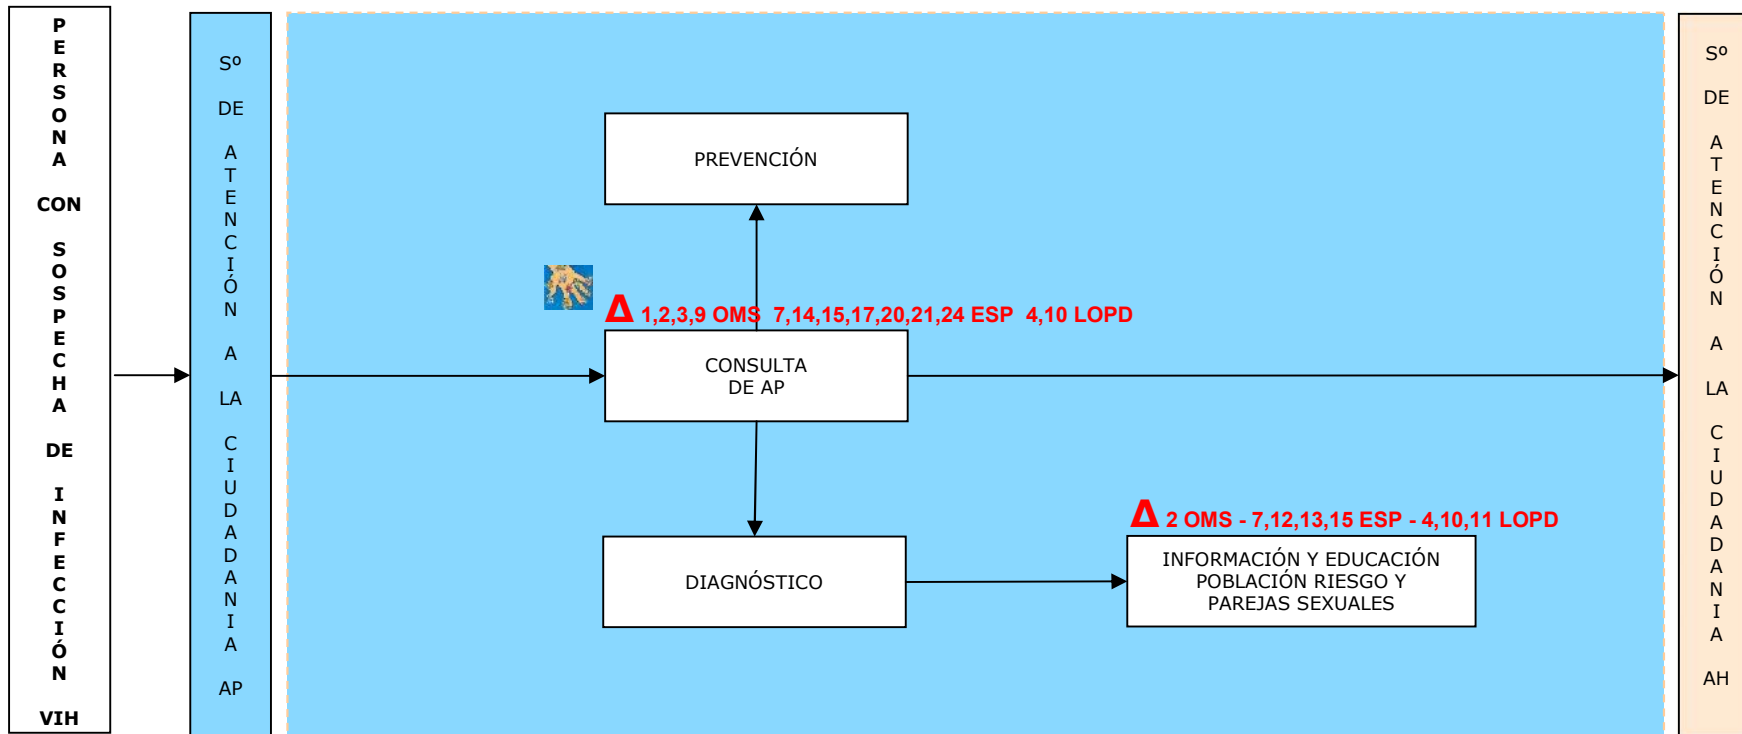 PERSONA CON SOSPECHA DE INFECCIÓN VIH
Sº DE ATENCIÓN A LA CIUDADANIA AP
PREVENCIÓN
Δ 1,2,3,9 OMS 7,14,15,17,20,21,24 ESP 4,10 LOPD
CONSULTA
DE AP
DIAGNÓSTICO
Δ 2 OMS - 7,12,13,15 ESP - 4,10,11 LOPD
INFORMACIÓN Y EDUCACIÓN
POBLACIÓN RIESGO Y
PAREJAS SEXUALES
Sº DE ATENCIÓN A LA CIUDADANIA AH